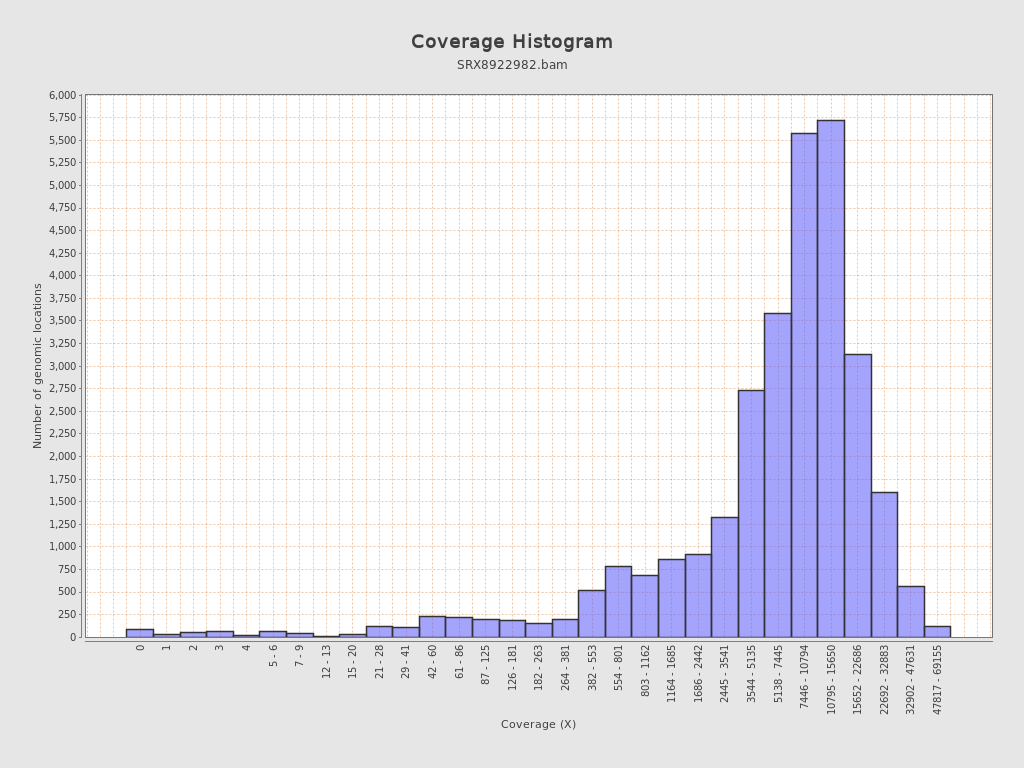 Coverage Histogram
SRX8922982.bam
Number of genomic locations
6,000
5,750
5,500
5,250
5,000
4,750
4,500
4,250
4,000
3,750
3,500
3,250
3,000
2,750
2,500
2,250
2,000
1,750
1,500
1,250
1,000
750
500
250
0
0
1
2
3
4
5 - 6
7 - 9
12 - 13
15 - 20
21 - 28
29 - 41
42 - 60
61 - 86
87 - 125
126 - 181
182 - 263
264 - 381
382 - 553
554 - 801
803 - 1162
1164 - 1685
1686 - 2442
2445 - 3541
3544 - 5135
5138 - 7445
7446 - 10794
10795 - 15650
15652 - 22686
22692 - 32883
32902 - 47631
47817 - 69155
Coverage (X)